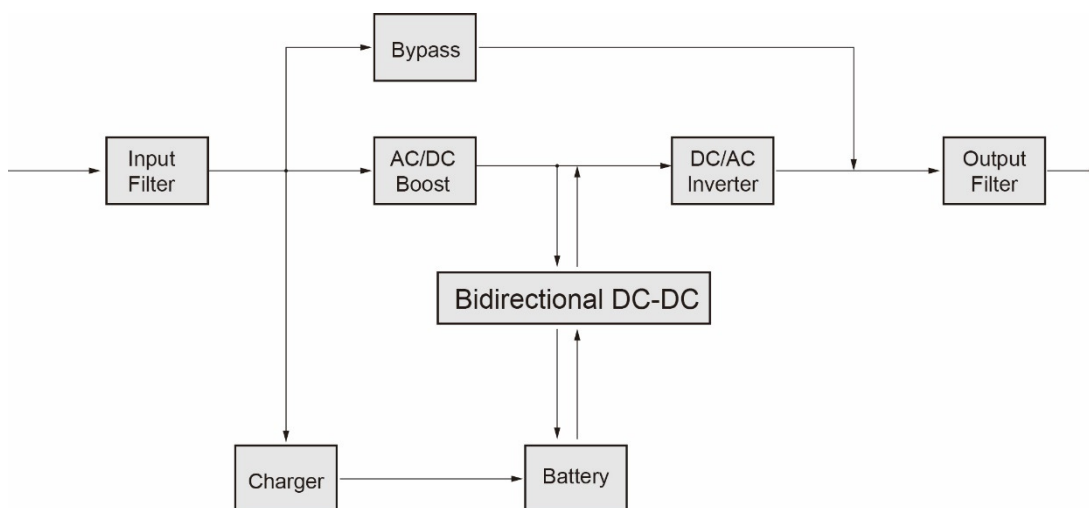 Bypass
Input
Filter
AC/DC
Boost
DC/AC
Inverter
Output
Filter
Bidirectional DC-DC
Charger
Battery